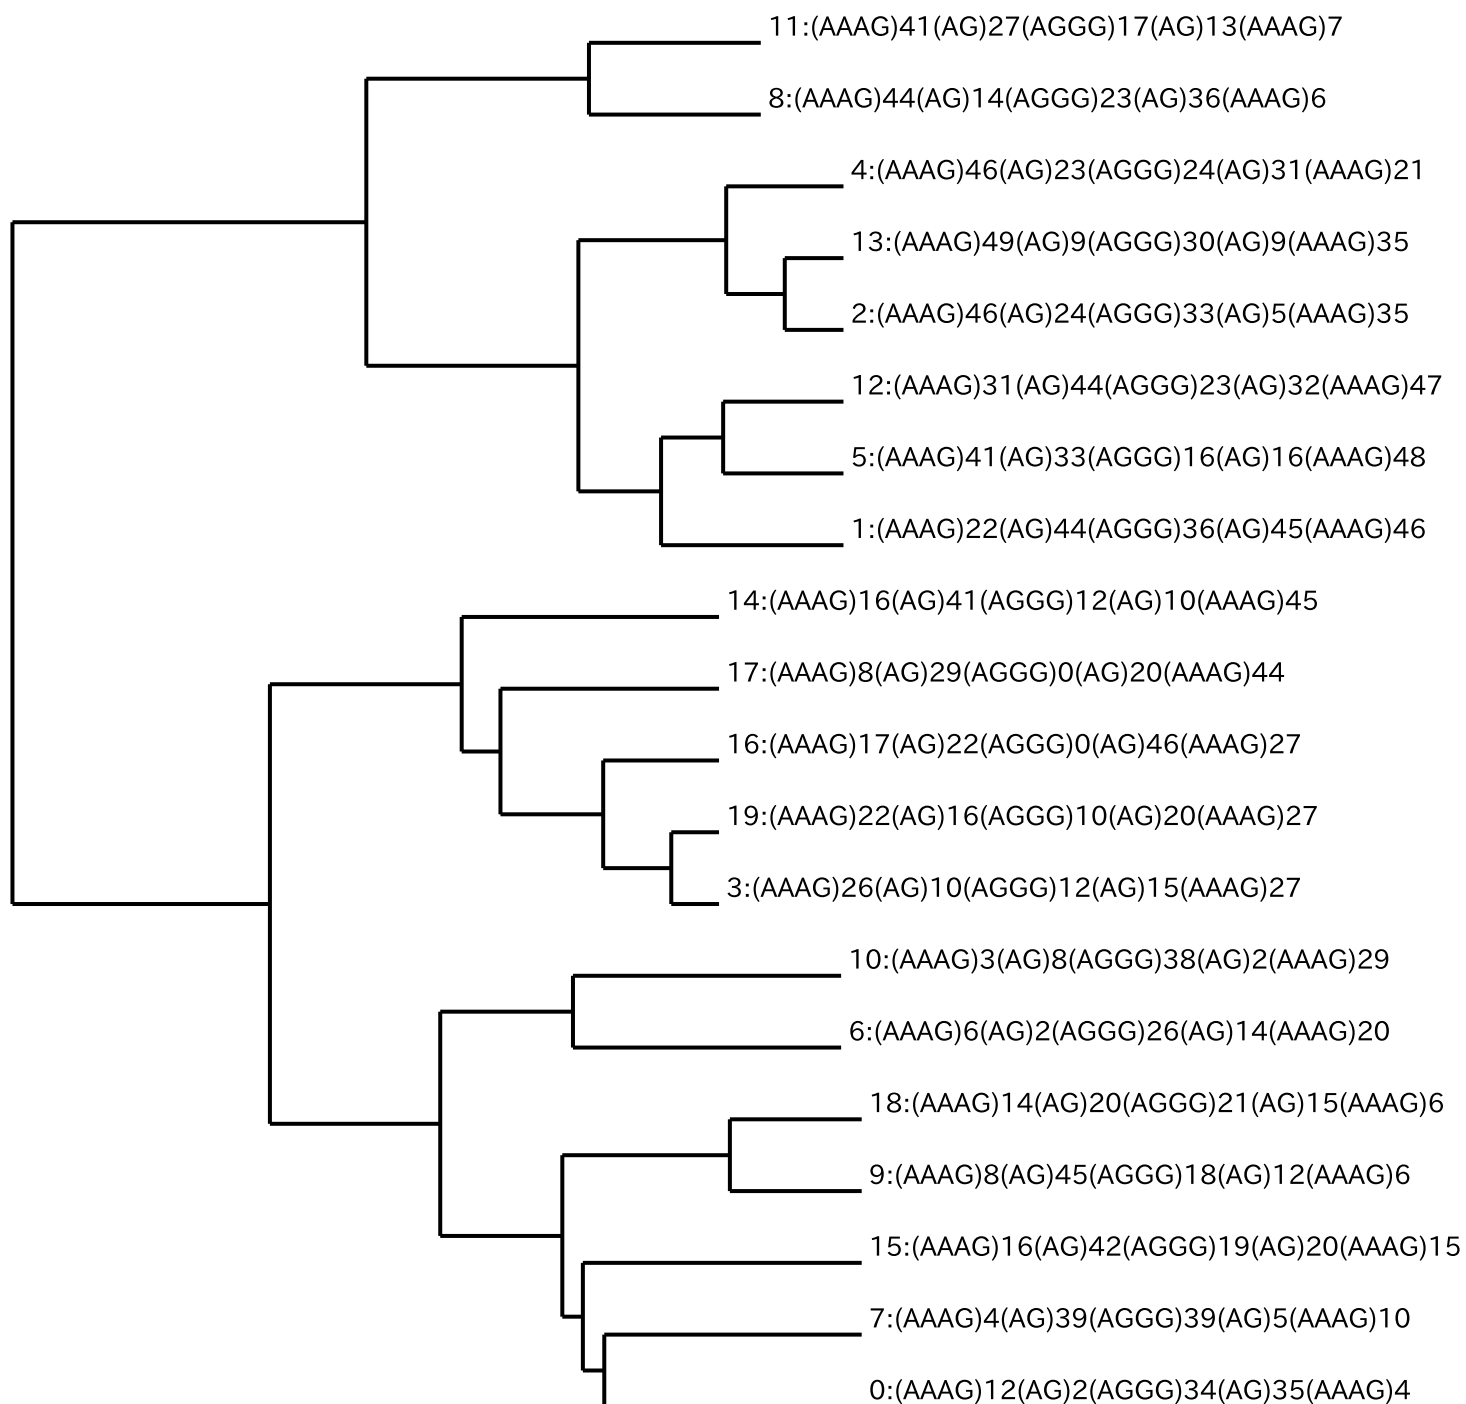 11:(AAAG)41(AG)27(AGGG)17(AG)13(AAAG)7
8:(AAAG)44(AG)14(AGGG)23(AG)36(AAAG)6
4:(AAAG)46(AG)23(AGGG)24(AG)31(AAAG)21
13:(AAAG)49(AG)9(AGGG)30(AG)9(AAAG)35
2:(AAAG)46(AG)24(AGGG)33(AG)5(AAAG)35
12:(AAAG)31(AG)44(AGGG)23(AG)32(AAAG)47
5:(AAAG)41(AG)33(AGGG)16(AG)16(AAAG)48
1:(AAAG)22(AG)44(AGGG)36(AG)45(AAAG)46
14:(AAAG)16(AG)41(AGGG)12(AG)10(AAAG)45
17:(AAAG)8(AG)29(AGGG)0(AG)20(AAAG)44
16:(AAAG)17(AG)22(AGGG)0(AG)46(AAAG)27
19:(AAAG)22(AG)16(AGGG)10(AG)20(AAAG)27
3:(AAAG)26(AG)10(AGGG)12(AG)15(AAAG)27
10:(AAAG)3(AG)8(AGGG)38(AG)2(AAAG)29
6:(AAAG)6(AG)2(AGGG)26(AG)14(AAAG)20
18:(AAAG)14(AG)20(AGGG)21(AG)15(AAAG)6
9:(AAAG)8(AG)45(AGGG)18(AG)12(AAAG)6
15:(AAAG)16(AG)42(AGGG)19(AG)20(AAAG)15
7:(AAAG)4(AG)39(AGGG)39(AG)5(AAAG)10
0:(AAAG)12(AG)2(AGGG)34(AG)35(AAAG)4